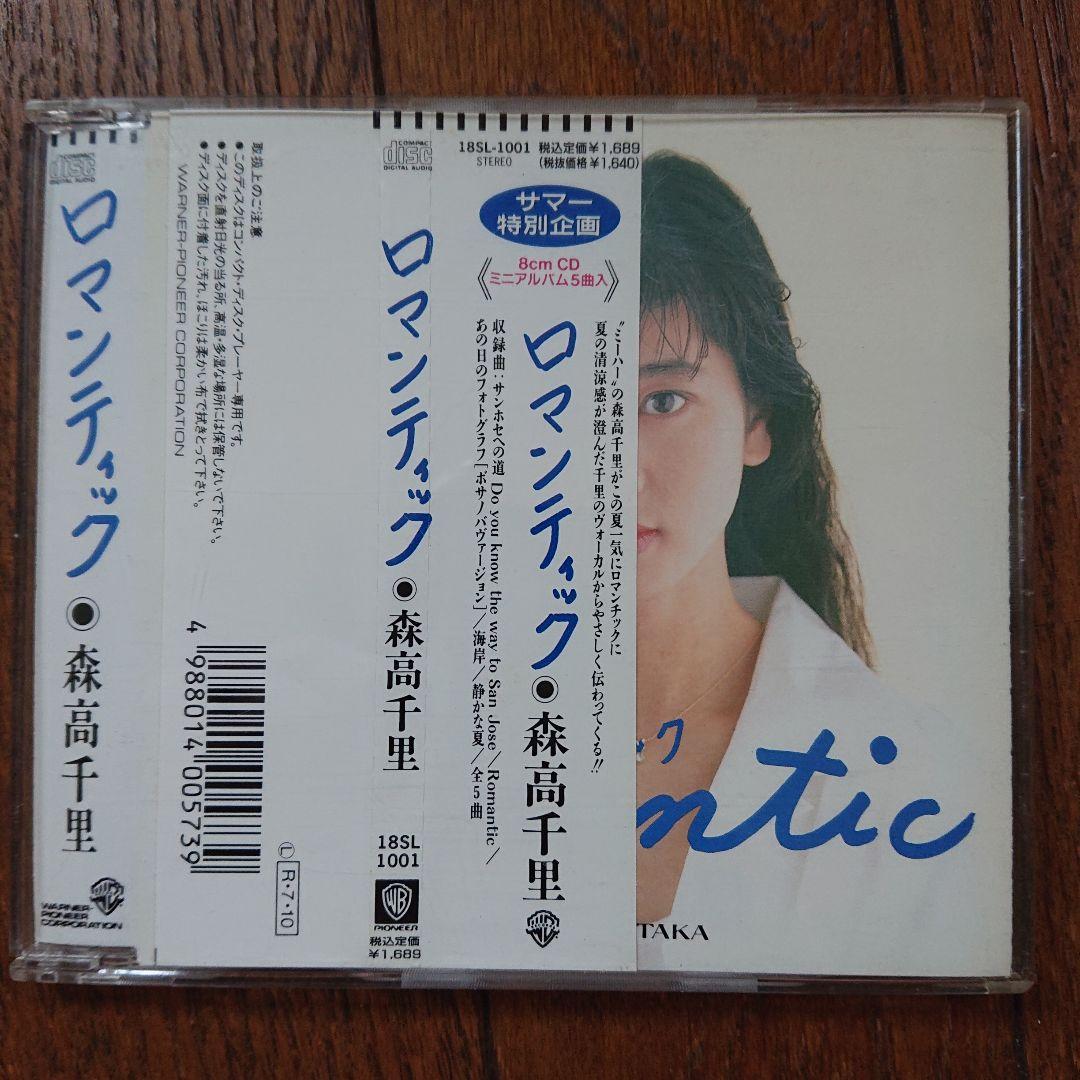 COMPACT
disc
DIGITAL AUDIO
ロマンティック●森高千里
WARNER-
PIONEER
CORPORATION
取扱上のご注意
●このディスクはコンパクト・ディスク・プレーヤー専用です。
●ディスクを直射日光の当る所、高温・多湿な場所には保管しないで下さい。
●ディスク面に付着した汚れ、ほこりは柔かい布で拭きとって下さい。
WARNER-PIONEER CORPORATION
4 988014 005739
Ⓛ
R・7・10
COMPACT
disc
DIGITAL AUDIO
ロマンティック●森高千里
18SL
1001
WB
PIONEER
税込定価
¥1,689
18SL-1001 税込定価¥1,689
STEREO (税抜価格¥1,640)
サマー
特別企画
《8cm CD
ミニアルバム5曲入》
"ミーハー"の森高千里がこの夏一気にロマンチックに
夏の清涼感が澄んだ千里のヴォーカルからやさしく伝わってくる!!
ロマンティック●森高千里
収録曲:サンホセへの道 Do you know the way to San Jose/Romantic/
あの日のフォトグラフ[ボサノバヴァージョン]/海岸/静かな夏/全5曲
ック
ntic
TAKA